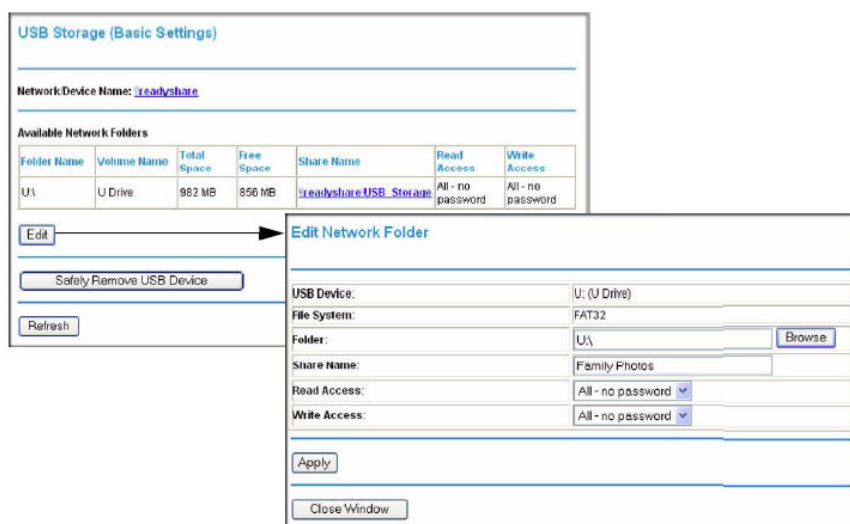 USB Storage (Basic Settings)
Network/Device Name: \\readyshare
Available Network Folders
Folder Name Volume Name Total Space Free Space Share Name Read Access Write Access
U:\ U Drive 982 MB 856 MB \\readyshare\USB_Storage All - no password All - no password
Edit
Safely Remove USB Device
Refresh
Edit Network Folder
USB Device: U: (U Drive)
File System: FAT32
Folder: U:\ Browse
Share Name: Family Photos
Read Access: All - no password
Write Access: All - no password
Apply
Close Window